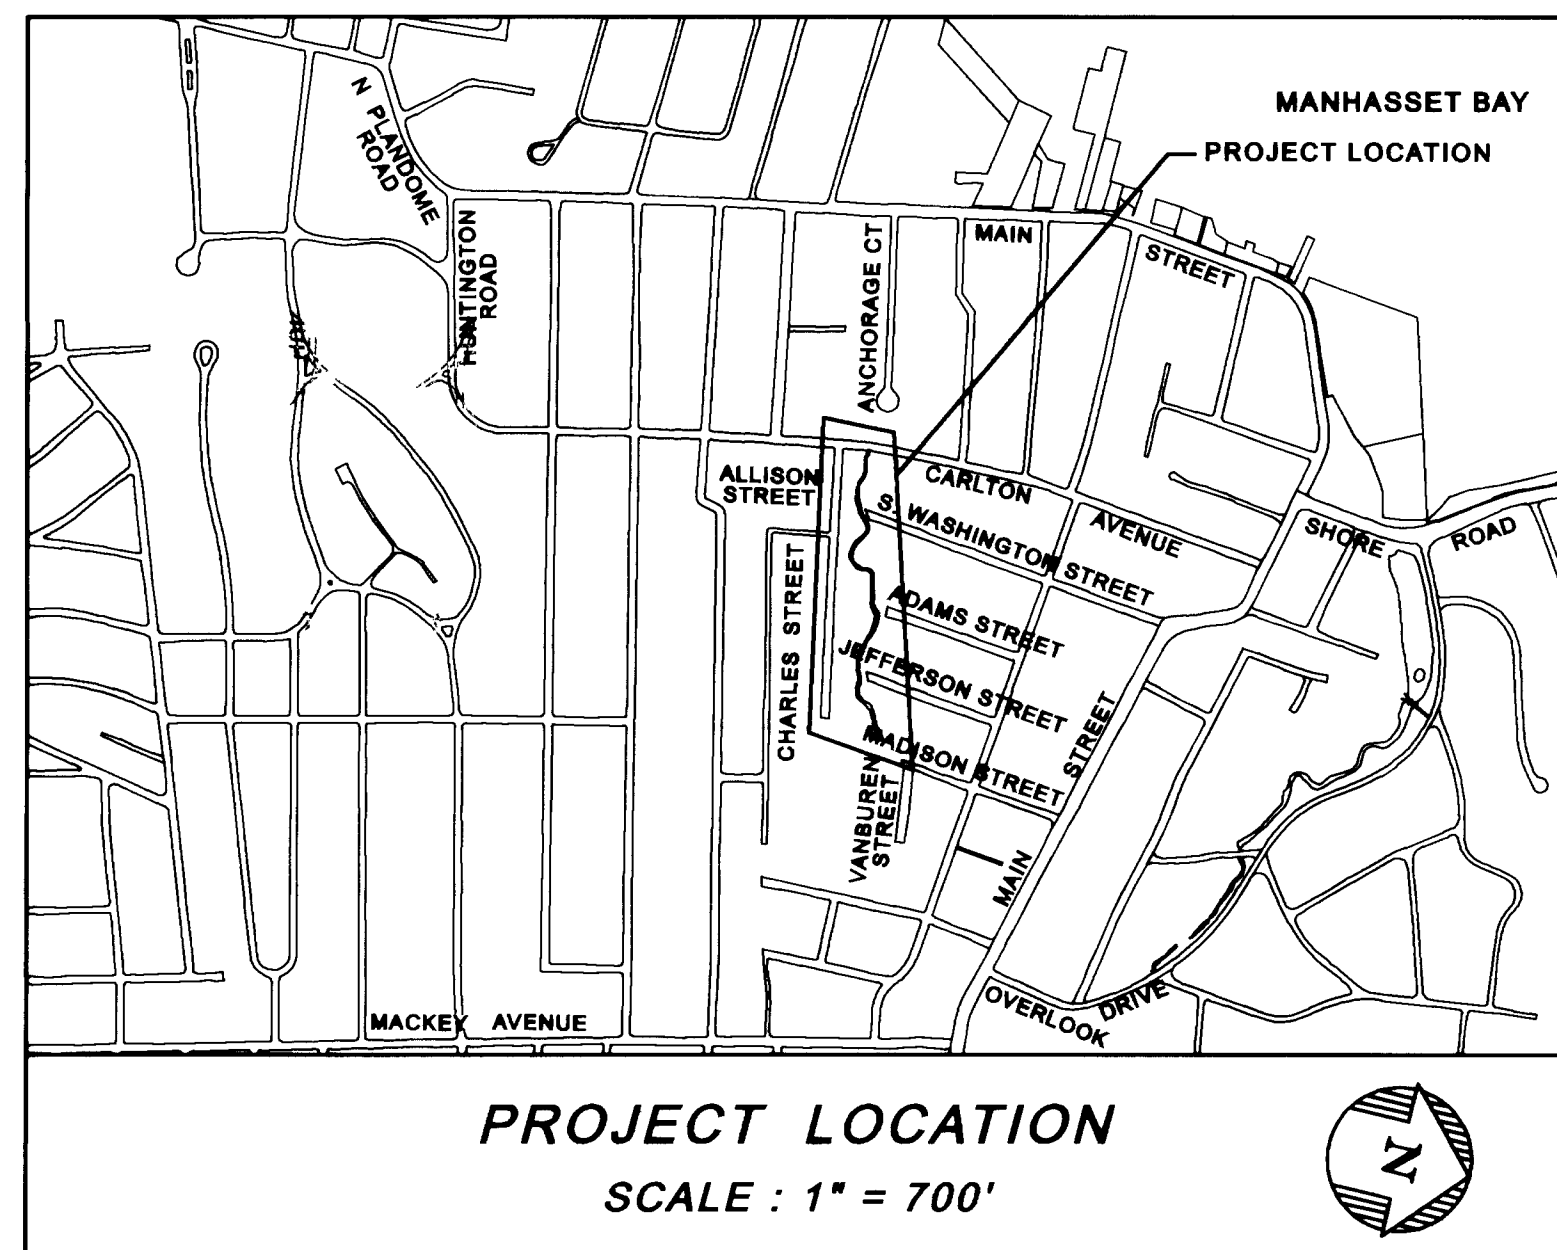 MANHASSET BAY
PROJECT LOCATION
N PLANDOME
ROAD
HUNTINGTON
ROAD
ANCHORAGE CT
MAIN
STREET
ALLISON
STREET
CARLTON
AVENUE
S. WASHINGTON STREET
SHORE
ROAD
CHARLES STREET
ADAMS STREET
JEFFERSON STREET
MADISON STREET
VANBUREN
STREET
MAIN
STREET
OVERLOOK
DRIVE
MACKEY AVENUE
PROJECT LOCATION
SCALE : 1" = 700'
N